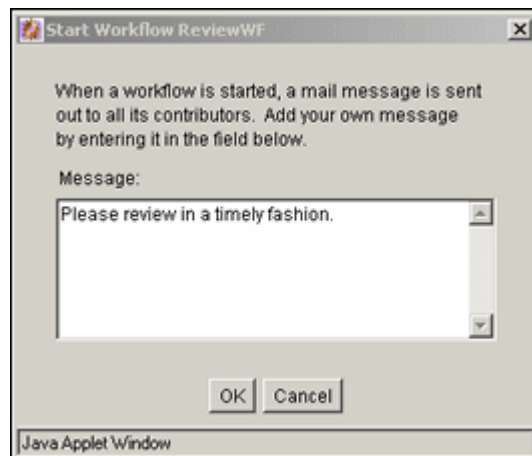 Start Workflow ReviewWF
When a workflow is started, a mail message is sent
out to all its contributors.  Add your own message
by entering it in the field below.
Message:
Please review in a timely fashion.
OK Cancel
Java Applet Window